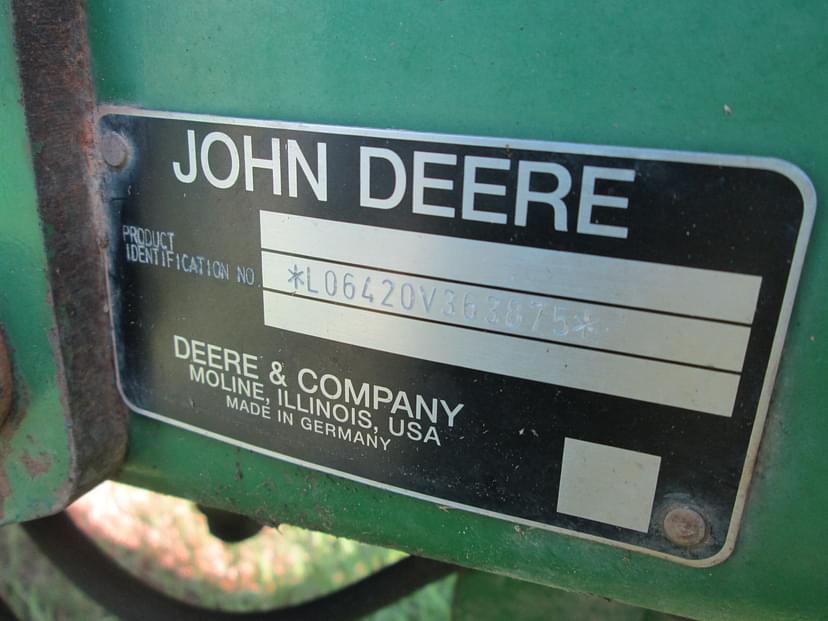 JOHN DEERE
PRODUCT
IDENTIFICATION NO. *L06420V363875*
DEERE & COMPANY
MOLINE, ILLINOIS, USA
MADE IN GERMANY